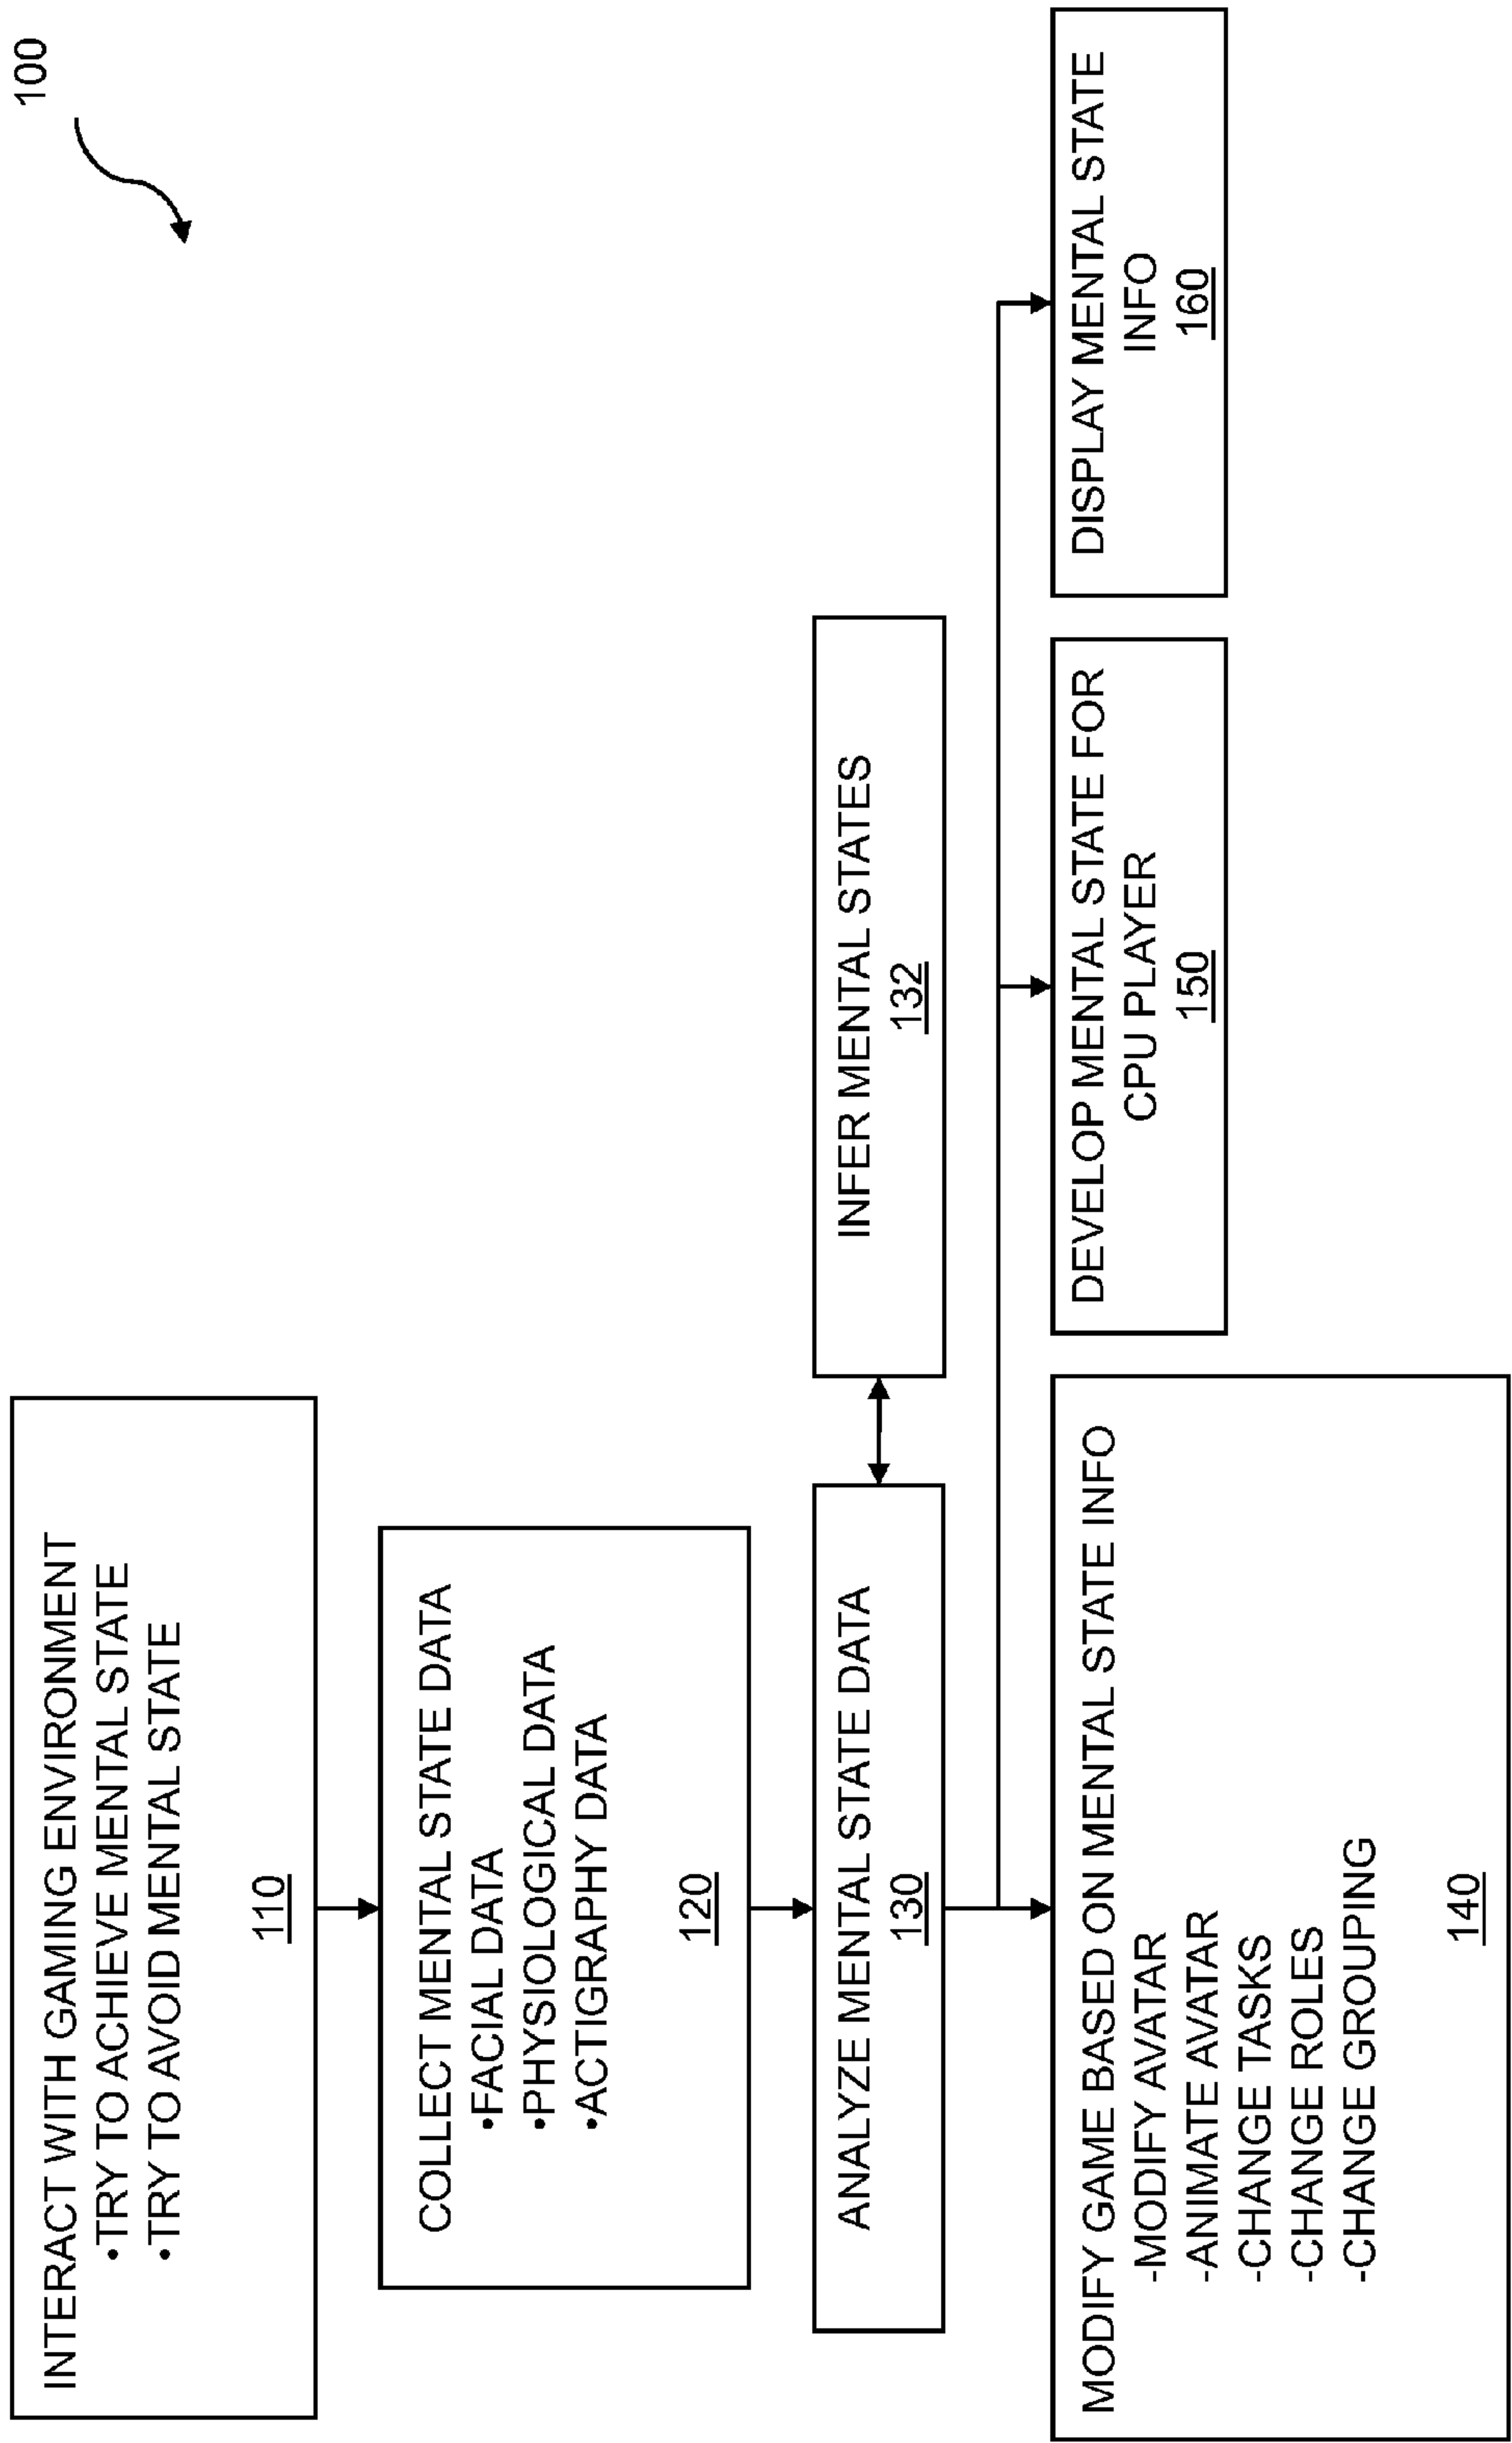 100
INTERACT WITH GAMING ENVIRONMENT
•TRY TO ACHIEVE MENTAL STATE
•TRY TO AVOID MENTAL STATE
110
COLLECT MENTAL STATE DATA
•FACIAL DATA
•PHYSIOLOGICAL DATA
•ACTIGRAPHY DATA
120
ANALYZE MENTAL STATE DATA
130
INFER MENTAL STATES
132
MODIFY GAME BASED ON MENTAL STATE INFO
-MODIFY AVATAR
-ANIMATE AVATAR
-CHANGE TASKS
-CHANGE ROLES
-CHANGE GROUPING
140
DEVELOP MENTAL STATE FOR
CPU PLAYER
150
DISPLAY MENTAL STATE
INFO
160